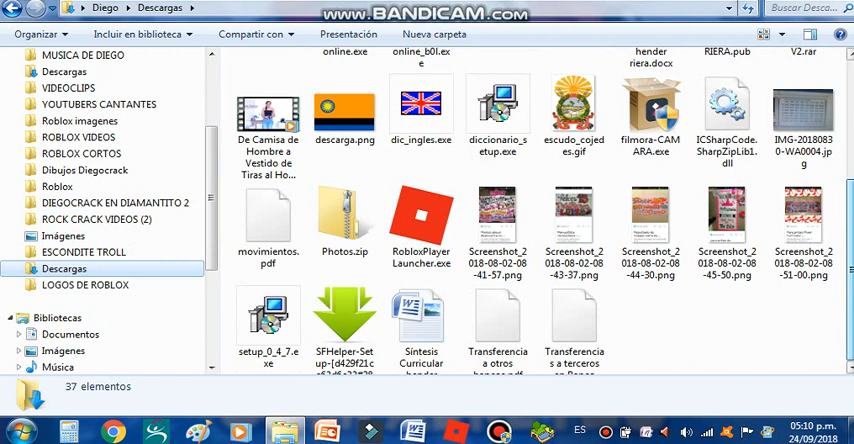 www.BANDICAM.com
Diego ▸ Descargas ▸
Buscar Desca...
Organizar
Incluir en biblioteca
Compartir con
Presentación
Nueva carpeta
MUSICA DE DIEGO
Descargas
VIDEOCLIPS
YOUTUBERS CANTANTES
Roblox imagenes
ROBLOX VIDEOS
ROBLOX CORTOS
Dibujos Diegocrack
Roblox
DIEGOCRACK EN DIAMANTITO 2
ROCK CRACK VIDEOS (2)
Imágenes
ESCONDITE TROLL
Descargas
LOGOS DE ROBLOX
Bibliotecas
Documentos
Imágenes
Música
online.exe
online_b0l.ex
e
hender
riera.docx
RIERA.pub
V2.rar
De Camisa de
Hombre a
Vestido de
Tiras al Ho...
descarga.png
dic_ingles.exe
diccionario_s
etup.exe
escudo_cojed
es.gif
filmora-CAM
ARA.exe
ICSharpCode.
SharpZipLib1.
dll
IMG-2018083
0-WA0004.jp
g
movimientos.
pdf
Photos.zip
RobloxPlayer
Launcher.exe
Screenshot_2
018-08-02-08
-41-57.png
Screenshot_2
018-08-02-08
-43-37.png
Screenshot_2
018-08-02-08
-44-30.png
Screenshot_2
018-08-02-08
-45-50.png
Screenshot_2
018-08-02-08
-51-00.png
setup_0_4_7.e
xe
SFHelper-Set
up-[d429f21c
Síntesis
Curricular
Transferencia
a otros
Transferencia
s a terceros
37 elementos
ES
05:10 p.m.
24/09/2018